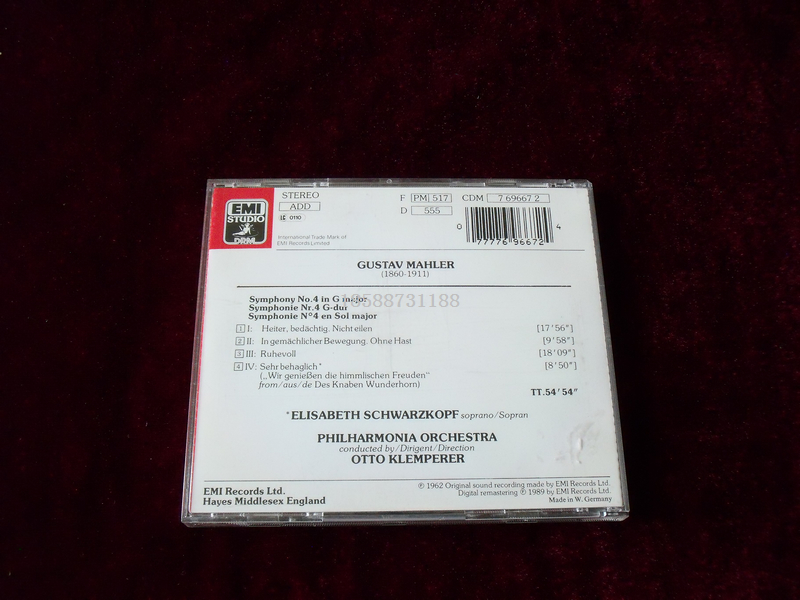 EMI
STUDIO
DRM
International Trade Mark of
EMI Records Limited
STEREO
ADD
0110
F PM 517 CDM 7 69667 2
D 555
0 77776 96672 4
GUSTAV MAHLER
(1860-1911)
18588731188
Symphony No.4 in G major
Symphonie Nr.4 G-dur
Symphonie N°4 en Sol major
1 I: Heiter, bedächtig. Nicht eilen [17'56"]
2 II: In gemächlicher Bewegung. Ohne Hast [9'58"]
3 III: Ruhevoll [18'09"]
4 IV: Sehr behaglich* [8'50"]
(„Wir genießen die himmlischen Freuden“
from/aus/de Des Knaben Wunderhorn)
TT.54'54"
*ELISABETH SCHWARZKOPF soprano/Sopran
PHILHARMONIA ORCHESTRA
conducted by/Dirigent/Direction
OTTO KLEMPERER
EMI Records Ltd.
Hayes Middlesex England
℗ 1962 Original sound recording made by EMI Records Ltd.
Digital remastering ℗ 1989 by EMI Records Ltd.
Made in W. Germany